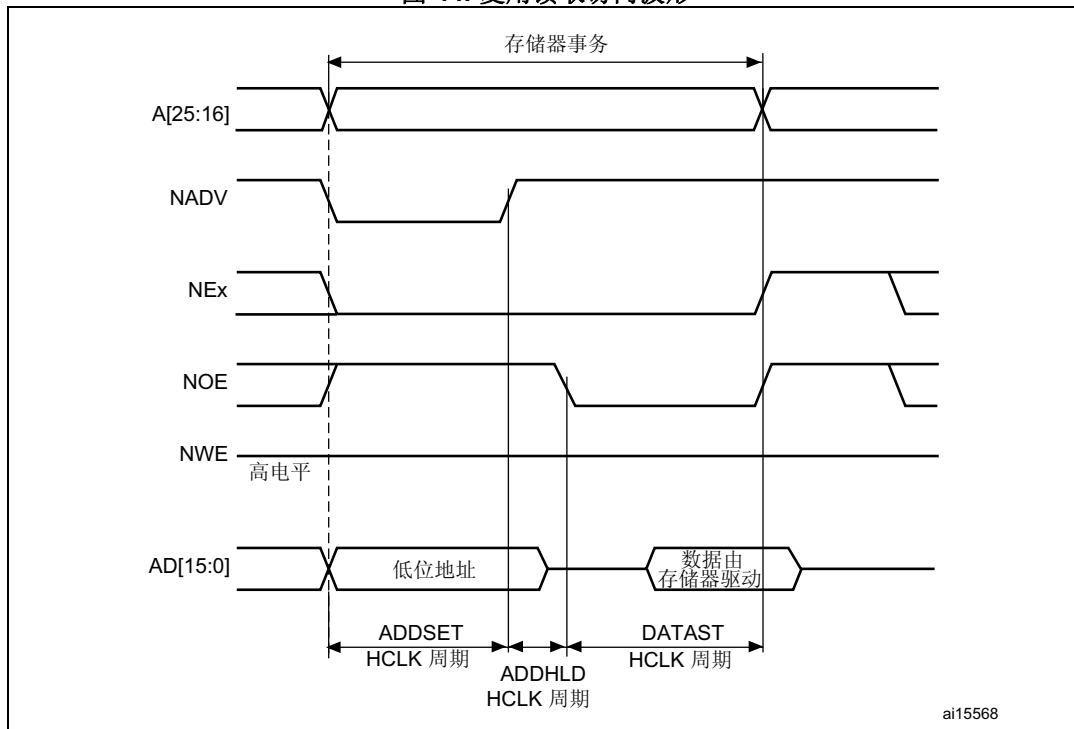 存储器事务
A[25:16]
NADV
NEx
NOE
NWE
高电平
AD[15:0]
低位地址
数据由
存储器驱动
ADDSET
HCLK 周期
ADDHLD
HCLK 周期
DATAST
HCLK 周期
ai15568